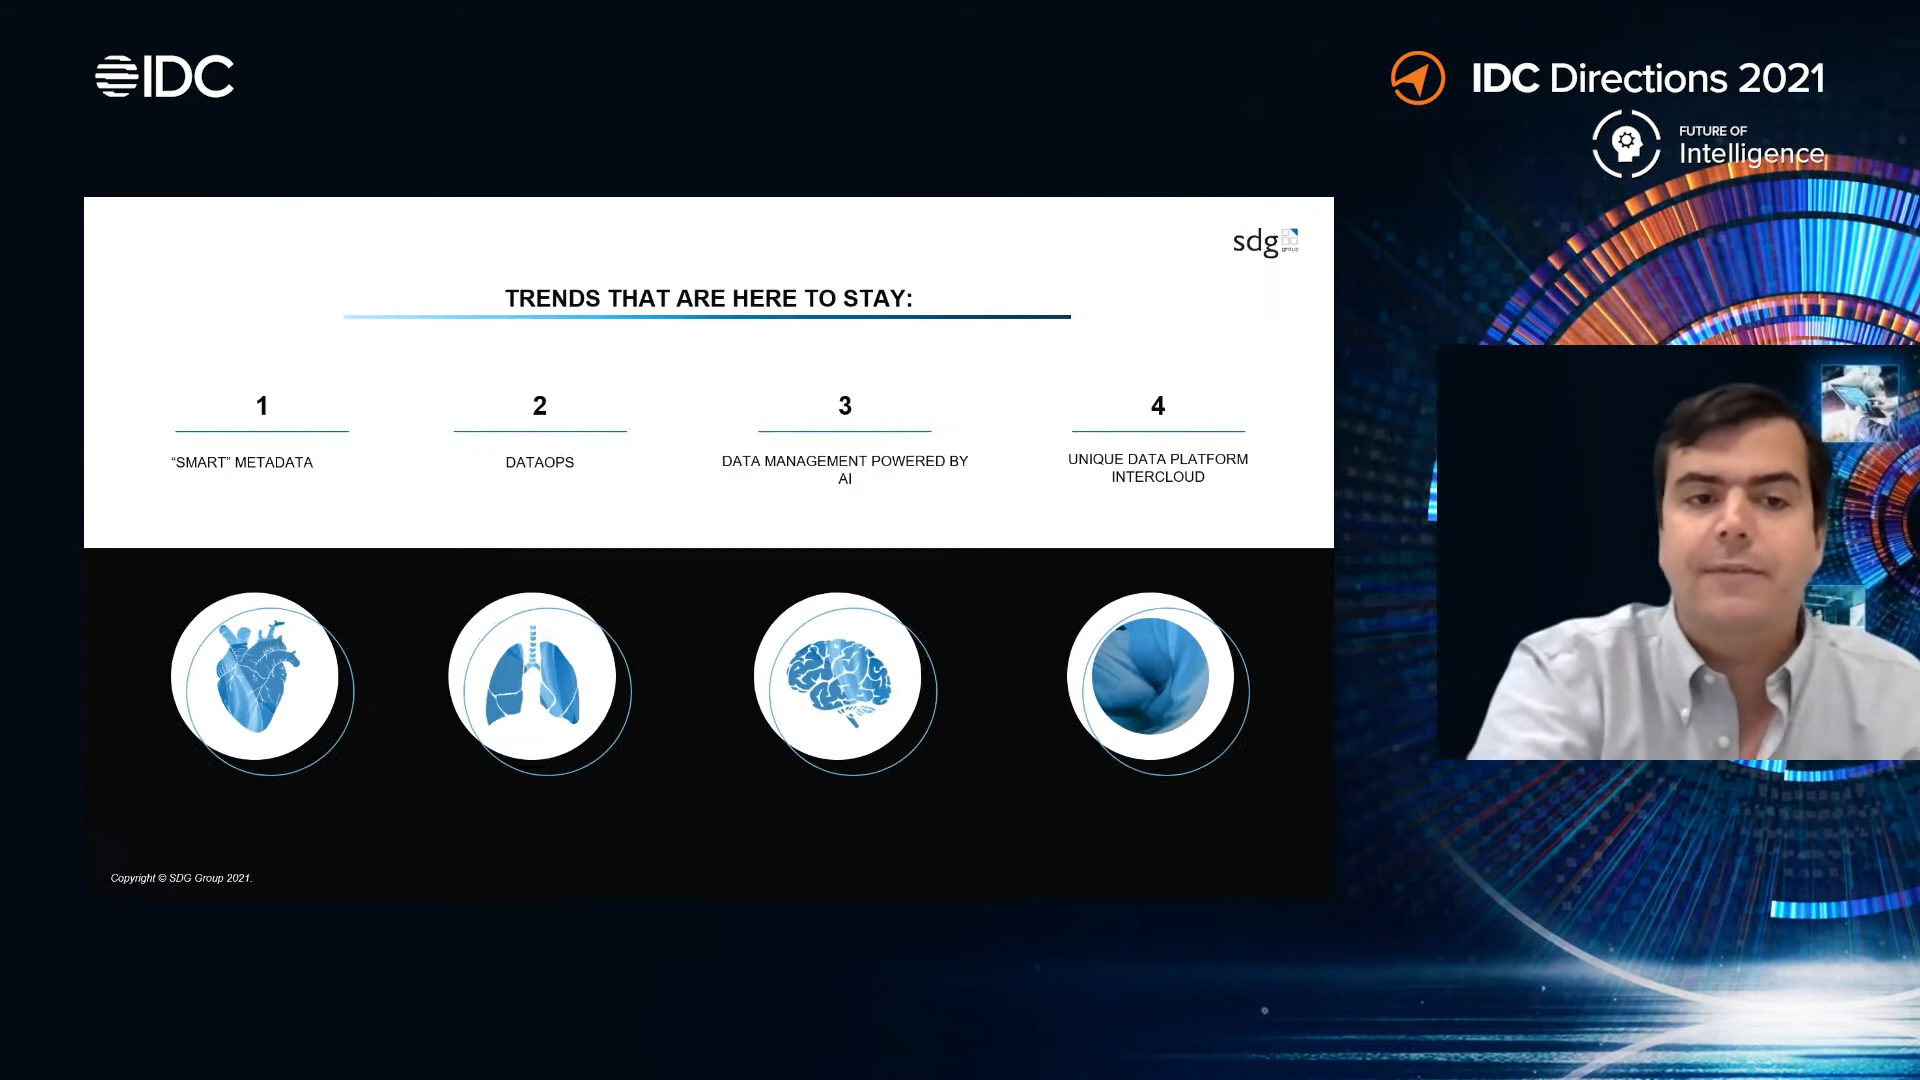 IDC
IDC Directions 2021
FUTURE OF
Intelligence
sdg
group
TRENDS THAT ARE HERE TO STAY:
1
2
3
4
“SMART” METADATA
DATAOPS
DATA MANAGEMENT POWERED BY
AI
UNIQUE DATA PLATFORM
INTERCLOUD
Copyright © SDG Group 2021.